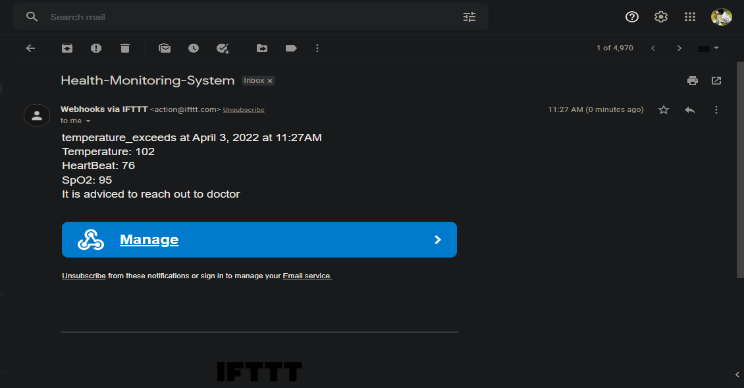 Search mail
1 of 4,970
Health-Monitoring-System Inbox x
Webhooks via IFTTT <action@ifttt.com> Unsubscribe 11:27 AM (0 minutes ago)
to me
temperature_exceeds at April 3, 2022 at 11:27AM
Temperature: 102
HeartBeat: 76
SpO2: 95
It is adviced to reach out to doctor
Manage
Unsubscribe from these notifications or sign in to manage your Email service.
IFTTT